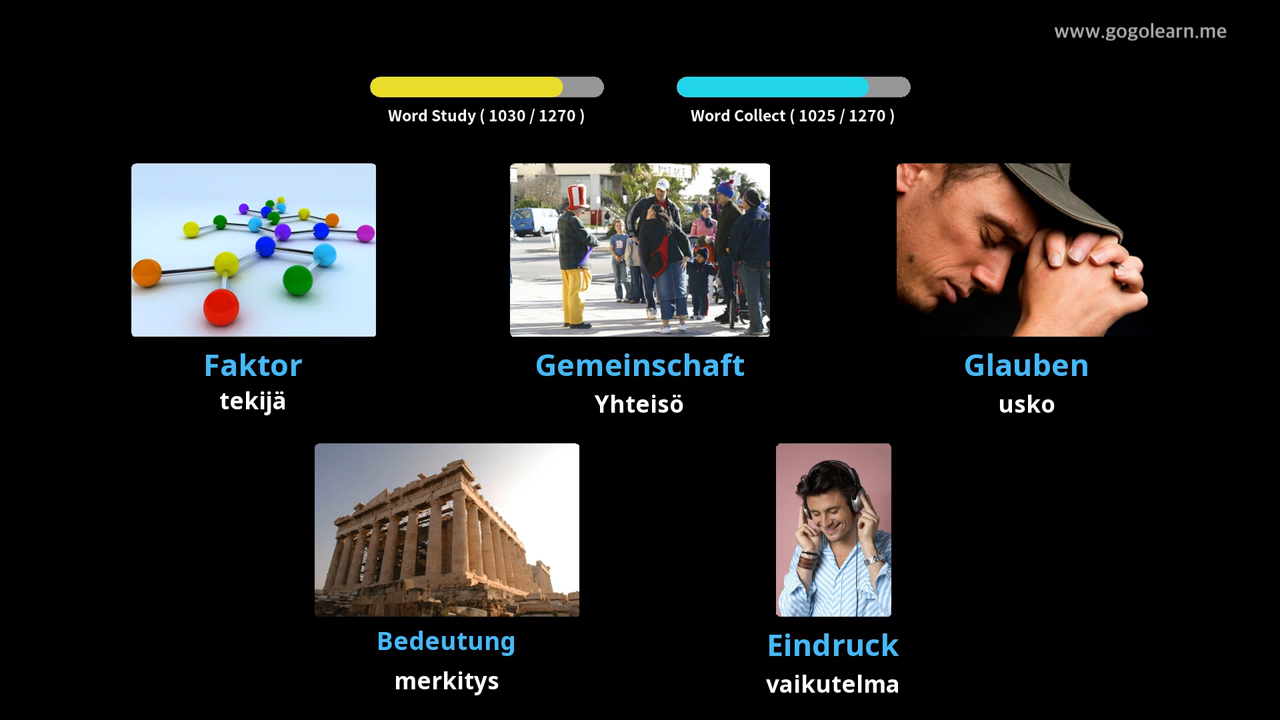 www.gogolearn.me
Word Study ( 1030 / 1270 )
Word Collect ( 1025 / 1270 )
Faktor
tekijä
Gemeinschaft
Yhteisö
Glauben
usko
Bedeutung
merkitys
Eindruck
vaikutelma